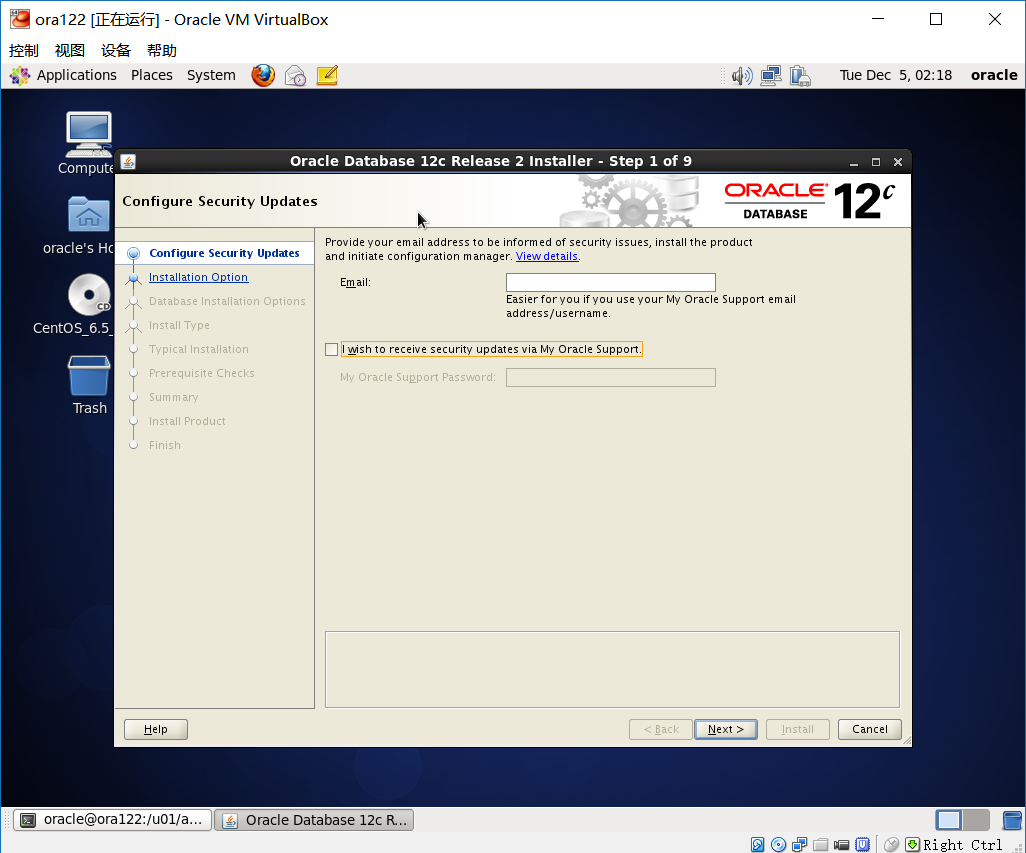 ora122 [正在运行] - Oracle VM VirtualBox
控制 视图 设备 帮助
Applications Places System Tue Dec 5, 02:18 oracle
Compute
oracle's Ho
CentOS_6.5_
CD
Trash
Oracle Database 12c Release 2 Installer - Step 1 of 9
Configure Security Updates
ORACLE® DATABASE 12c
Configure Security Updates
Installation Option
Database Installation Options
Install Type
Typical Installation
Prerequisite Checks
Summary
Install Product
Finish
Provide your email address to be informed of security issues, install the product
and initiate configuration manager. View details.
Email:
Easier for you if you use your My Oracle Support email
address/username.
I wish to receive security updates via My Oracle Support.
My Oracle Support Password:
Help < Back Next > Install Cancel
oracle@ora122:/u01/a... Oracle Database 12c R...
Right Ctrl